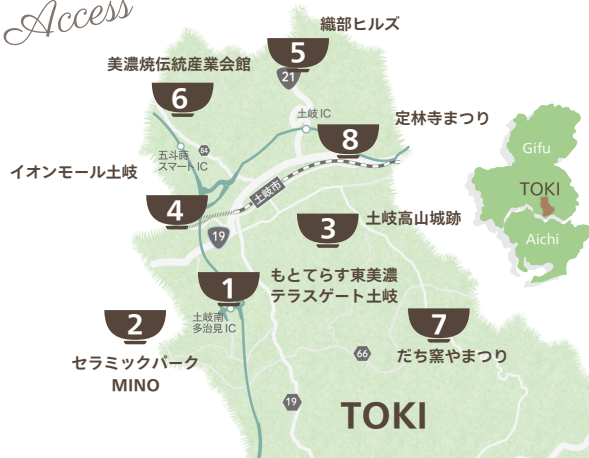 Access
織部ヒルズ
5
21
美濃焼伝統産業会館
6
土岐IC
定林寺まつり
8
五斗蒔
スマートIC
84
イオンモール土岐
土岐市
4
19
3
土岐高山城跡
Gifu
TOKI
Aichi
1
もとてらす東美濃
テラスゲート土岐
土岐南
多治見IC
2
セラミックパーク
MINO
7
だち窯やまつり
66
19
TOKI